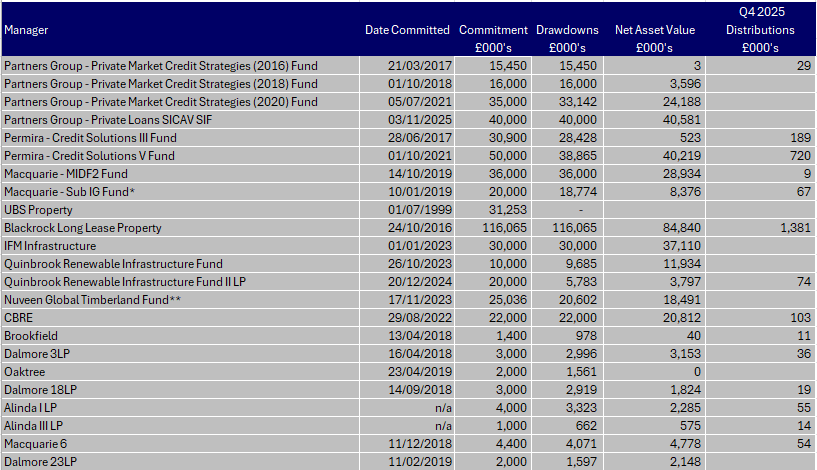 Q4 2025
Manager Date Committed Commitment Drawdowns Net Asset Value Distributions
£000's £000's £000's £000's
Partners Group - Private Market Credit Strategies (2016) Fund 21/03/2017 15,450 15,450 3 29
Partners Group - Private Market Credit Strategies (2018) Fund 01/10/2018 16,000 16,000 3,596
Partners Group - Private Market Credit Strategies (2020) Fund 05/07/2021 35,000 33,142 24,188
Partners Group - Private Loans SICAV SIF 03/11/2025 40,000 40,000 40,581
Permira - Credit Solutions III Fund 28/06/2017 30,900 28,428 523 189
Permira - Credit Solutions V Fund 01/10/2021 50,000 38,865 40,219 720
Macquarie - MIDF2 Fund 14/10/2019 36,000 36,000 28,934 9
Macquarie - Sub IG Fund* 10/01/2019 20,000 18,774 8,376 67
UBS Property 01/07/1999 31,253 -
Blackrock Long Lease Property 24/10/2016 116,065 116,065 84,840 1,381
IFM Infrastructure 01/01/2023 30,000 30,000 37,110
Quinbrook Renewable Infrastructure Fund 26/10/2023 10,000 9,685 11,934
Quinbrook Renewable Infrastructure Fund II LP 20/12/2024 20,000 5,783 3,797 74
Nuveen Global Timberland Fund** 17/11/2023 25,036 20,602 18,491
CBRE 29/08/2022 22,000 22,000 20,812 103
Brookfield 13/04/2018 1,400 978 40 11
Dalmore 3LP 16/04/2018 3,000 2,996 3,153 36
Oaktree 23/04/2019 2,000 1,561 0
Dalmore 18LP 14/09/2018 3,000 2,919 1,824 19
Alinda I LP n/a 4,000 3,323 2,285 55
Alinda III LP n/a 1,000 662 575 14
Macquarie 6 11/12/2018 4,400 4,071 4,778 54
Dalmore 23LP 11/02/2019 2,000 1,597 2,148